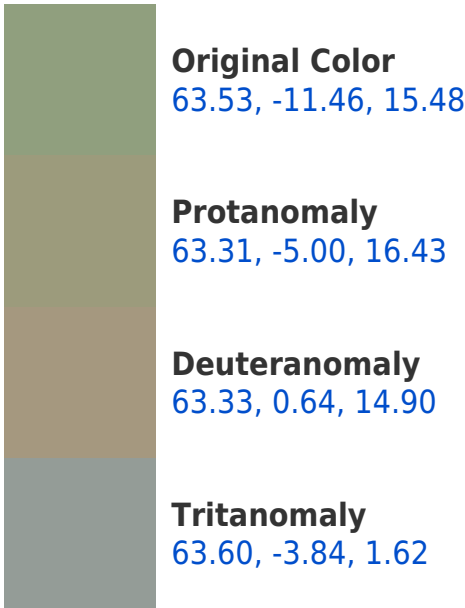 Original Color
63.53, -11.46, 15.48
Protanomaly
63.31, -5.00, 16.43
Deuteranomaly
63.33, 0.64, 14.90
Tritanomaly
63.60, -3.84, 1.62